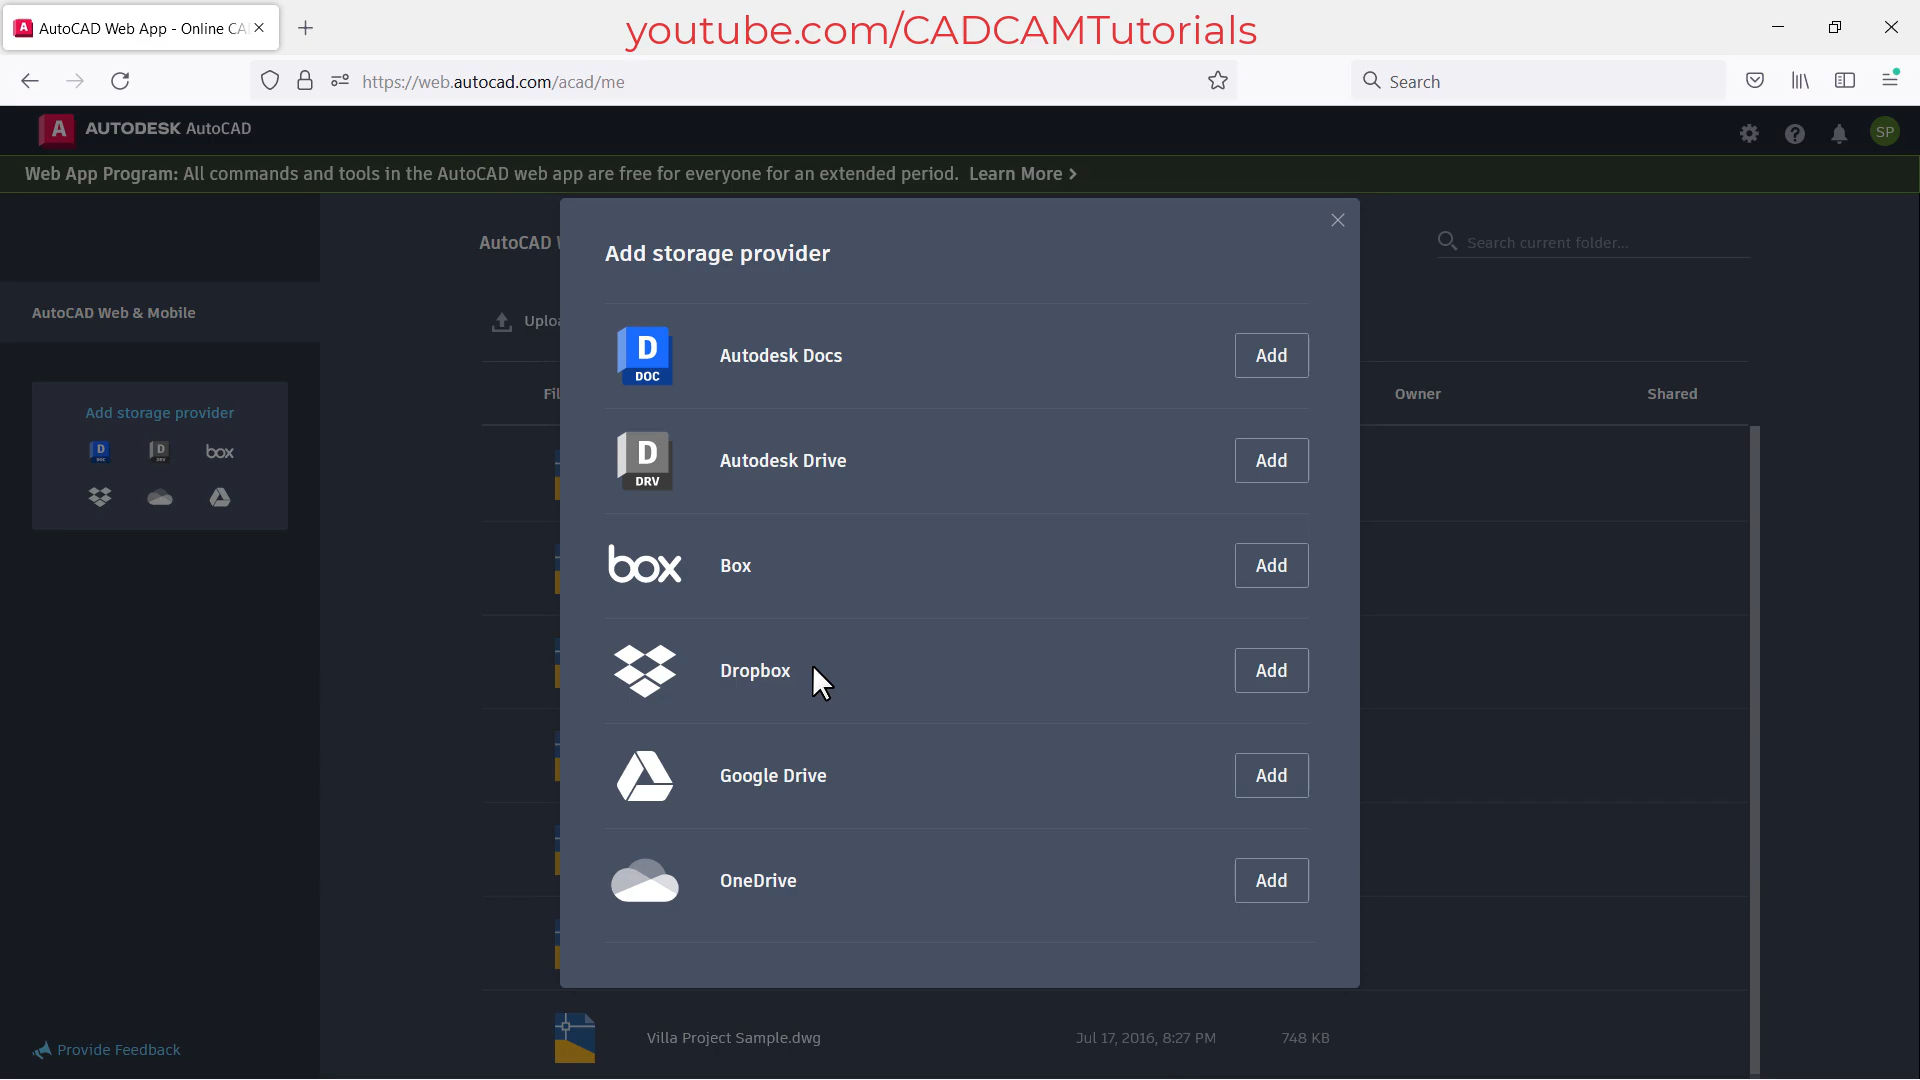 AutoCAD Web App - Online CA
youtube.com/CADCAMTutorials
https://web.autocad.com/acad/me
Search
A AUTODESK AutoCAD
SP
Web App Program: All commands and tools in the AutoCAD web app are free for everyone for an extended period. Learn More >
AutoCAD W
Search current folder...
Add storage provider
AutoCAD Web & Mobile
Uploa
Autodesk Docs
Add
D
DOC
Fil
Owner
Shared
Add storage provider
D
DOC
D
DRV
box
D
DRV
Autodesk Drive
Add
box
Box
Add
Dropbox
Add
Google Drive
Add
OneDrive
Add
Villa Project Sample.dwg
Jul 17, 2016, 8:27 PM
748 KB
Provide Feedback